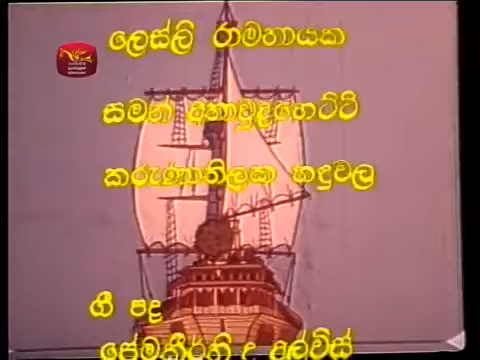 ලෙස්ලි රාමනායක
සමන් අතාවුදහෙට්ටි
කරුණාතිලක කඳුවල
ගී පද
ප්‍රේමකීර්ති ද අල්විස්